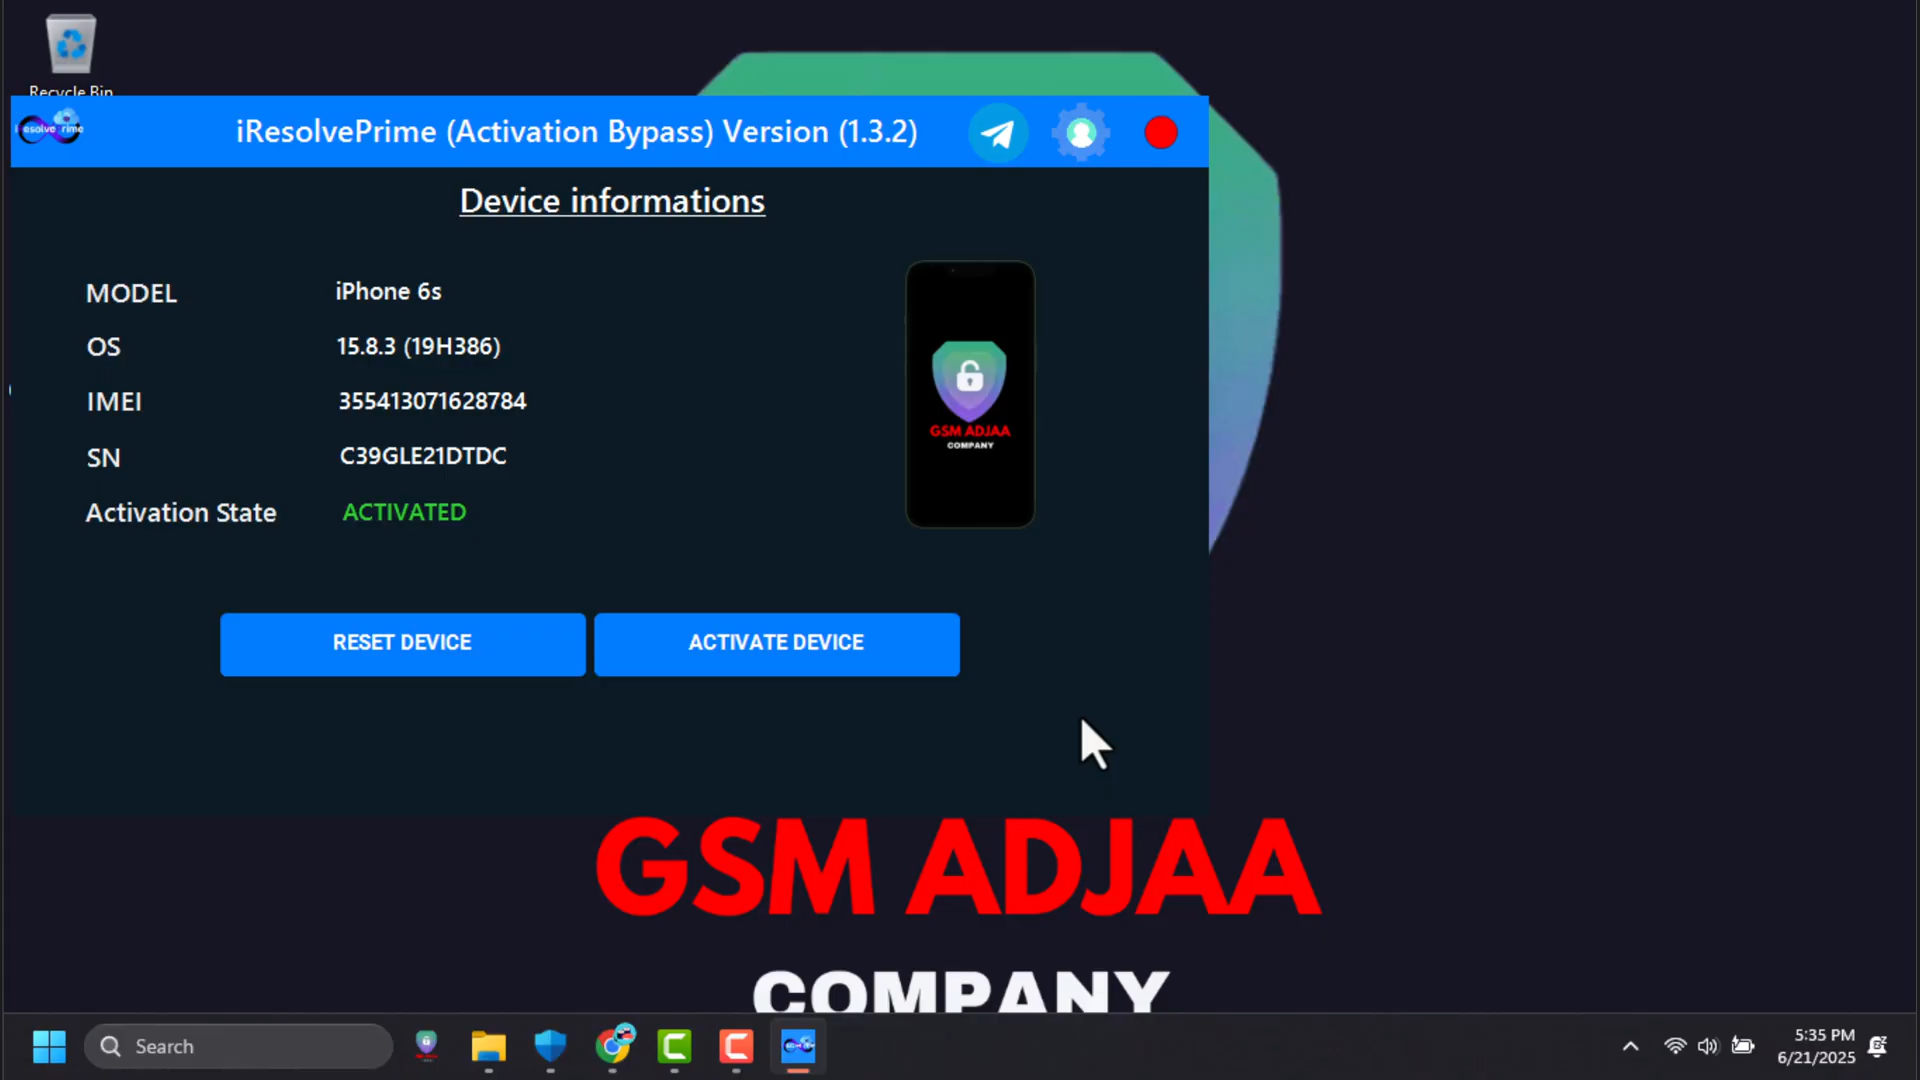 Recycle Bin
esolve rime
iResolvePrime (Activation Bypass) Version (1.3.2)
Device informations
MODEL iPhone 6s
OS 15.8.3 (19H386)
IMEI 355413071628784
SN C39GLE21DTDC
Activation State ACTIVATED
GSM ADJAA
COMPANY
RESET DEVICE ACTIVATE DEVICE
GSM ADJAA
COMPANY
Search
5:35 PM
6/21/2025